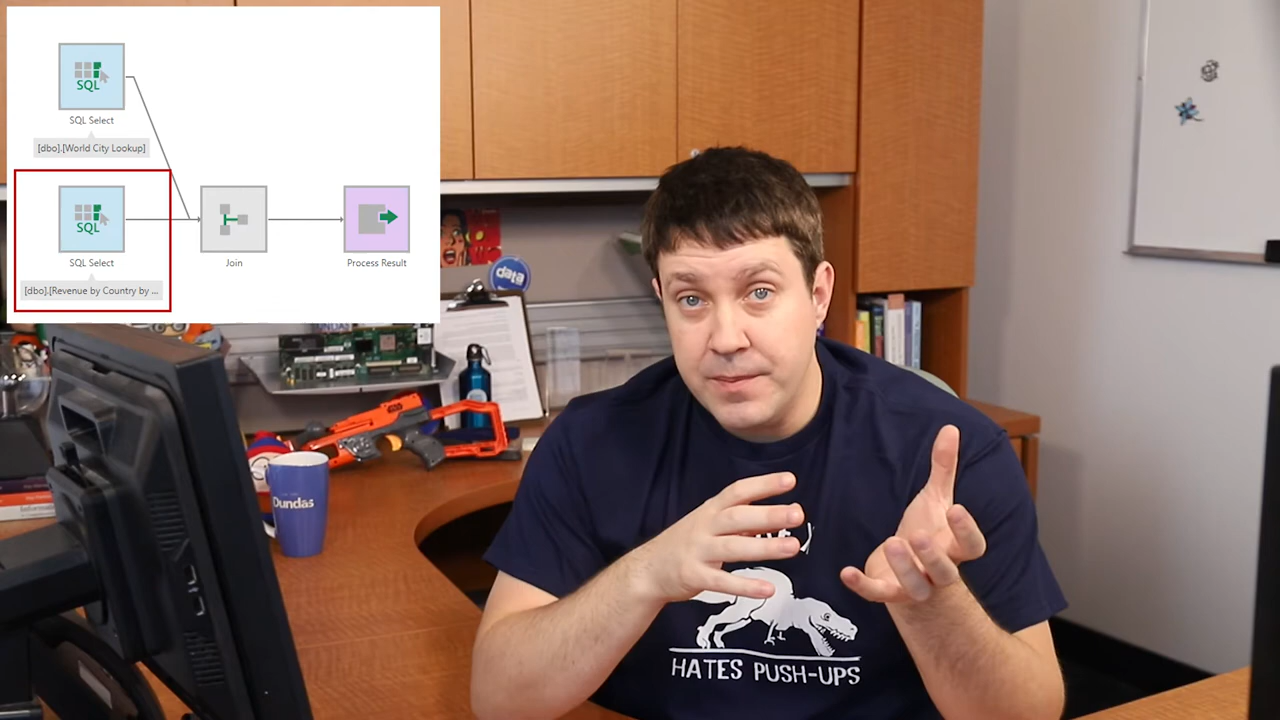 SQL
SQL Select
[dbo].[World City Lookup]
SQL
SQL Select
Join
Process Result
[dbo].[Revenue by Country by ...
data
Dundas
HATES PUSH-UPS